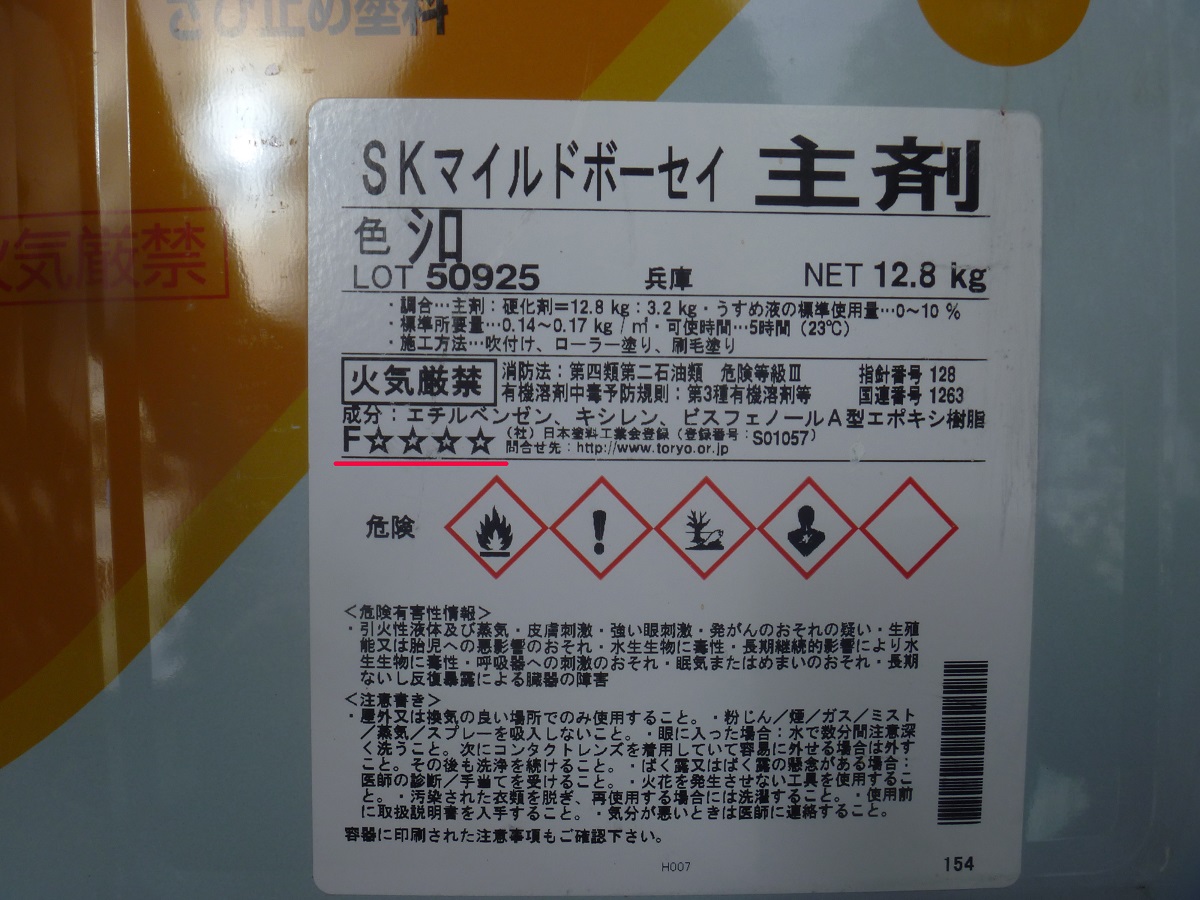 さび止め塗料
火気厳禁
SKマイルドボーセイ 主剤
色 シロ
LOT 50925 兵庫 NET 12.8 kg
・調合…主剤:硬化剤=12.8 kg:3.2 kg・うすめ液の標準使用量…0~10 %
・標準所要量…0.14~0.17 kg / ㎡・可使時間…5時間 (23℃)
・施工方法…吹付け、ローラー塗り、刷毛塗り
火気厳禁 消防法:第四類第二石油類 危険等級Ⅲ 指針番号 128
有機溶剤中毒予防規則:第3種有機溶剤等 国連番号 1263
成分:エチルベンゼン、キシレン、ビスフェノールA型エポキシ樹脂
F☆☆☆☆ (社)日本塗料工業会登録(登録番号:S01057)
問合せ先:http://www.toryo.or.jp
危険
<危険有害性情報>
・引火性液体及び蒸気・皮膚刺激・強い眼刺激・発がんのおそれの疑い・生殖
能又は胎児への悪影響のおそれ・水生生物に毒性・長期継続的影響により水
生生物に毒性・呼吸器への刺激のおそれ・眠気またはめまいのおそれ・長期
ないし反復暴露による臓器の障害
<注意書き>
・屋外又は換気の良い場所でのみ使用すること。・粉じん/煙/ガス/ミスト
/蒸気/スプレーを吸入しないこと。・眼に入った場合:水で数分間注意深
く洗うこと。次にコンタクトレンズを着用していて容易に外せる場合は外す
こと。その後も洗浄を続けること。・ばく露又はばく露の懸念がある場合:
医師の診断/手当てを受けること。・火花を発生させない工具を使用するこ
と。・汚染された衣類を脱ぎ、再使用する場合には洗濯すること。・使用前
に取扱説明書を入手すること。・気分が悪いときは医師に連絡すること。
容器に印刷された注意事項もご確認下さい。
H007
154